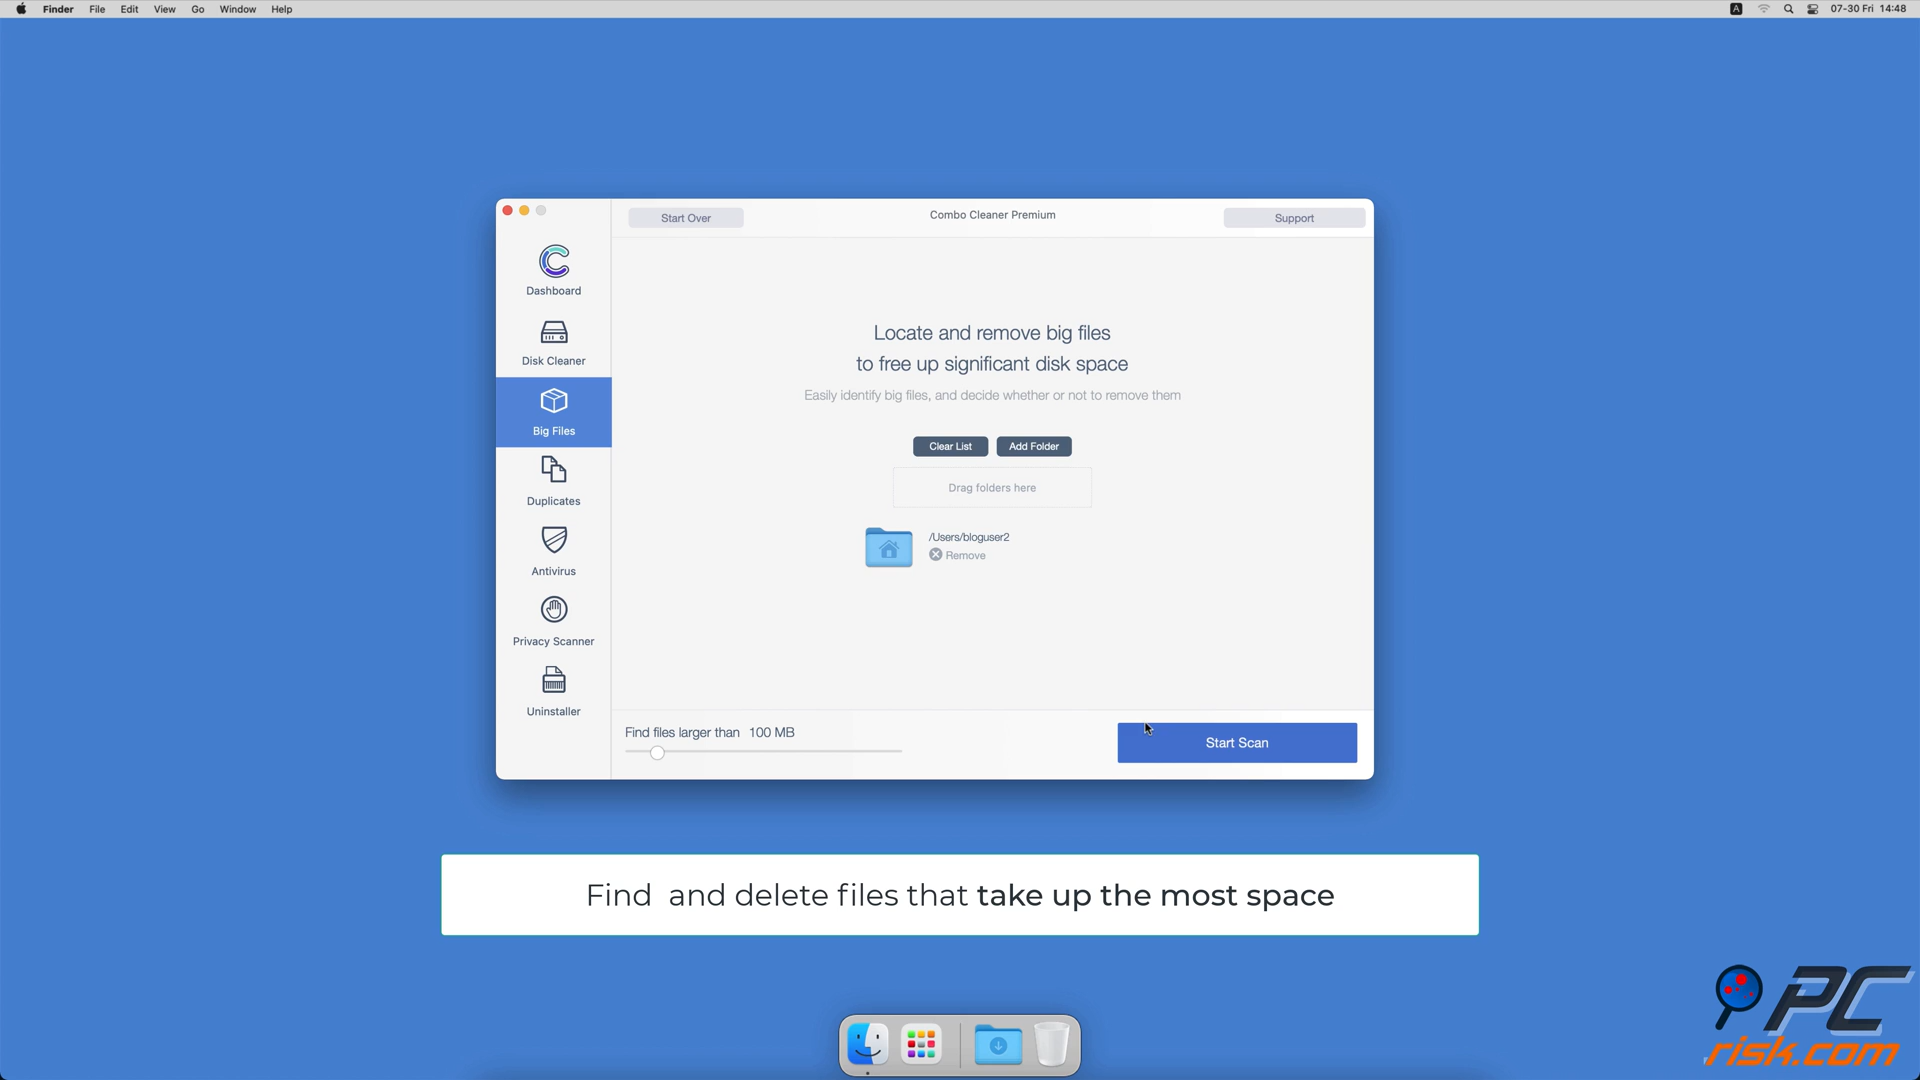 Finder File Edit View Go Window Help
A 07-30 Fri 14:48
Start Over
Combo Cleaner Premium
Support
Dashboard
Disk Cleaner
Big Files
Duplicates
Antivirus
Privacy Scanner
Uninstaller
Locate and remove big files
to free up significant disk space
Easily identify big files, and decide whether or not to remove them
Clear List Add Folder
Drag folders here
/Users/bloguser2
Remove
Find files larger than 100 MB
Start Scan
Find and delete files that take up the most space
PC
risk.com